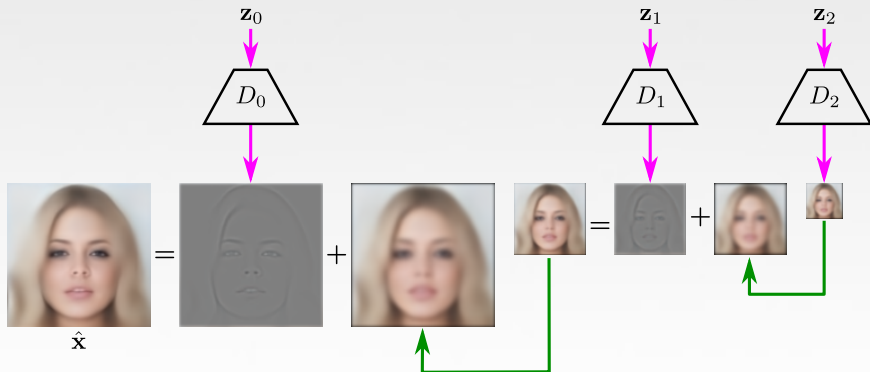 𝐳₀ 𝐳₁ 𝐳₂
D₀ D₁ D₂
= + = +
𝐱̂